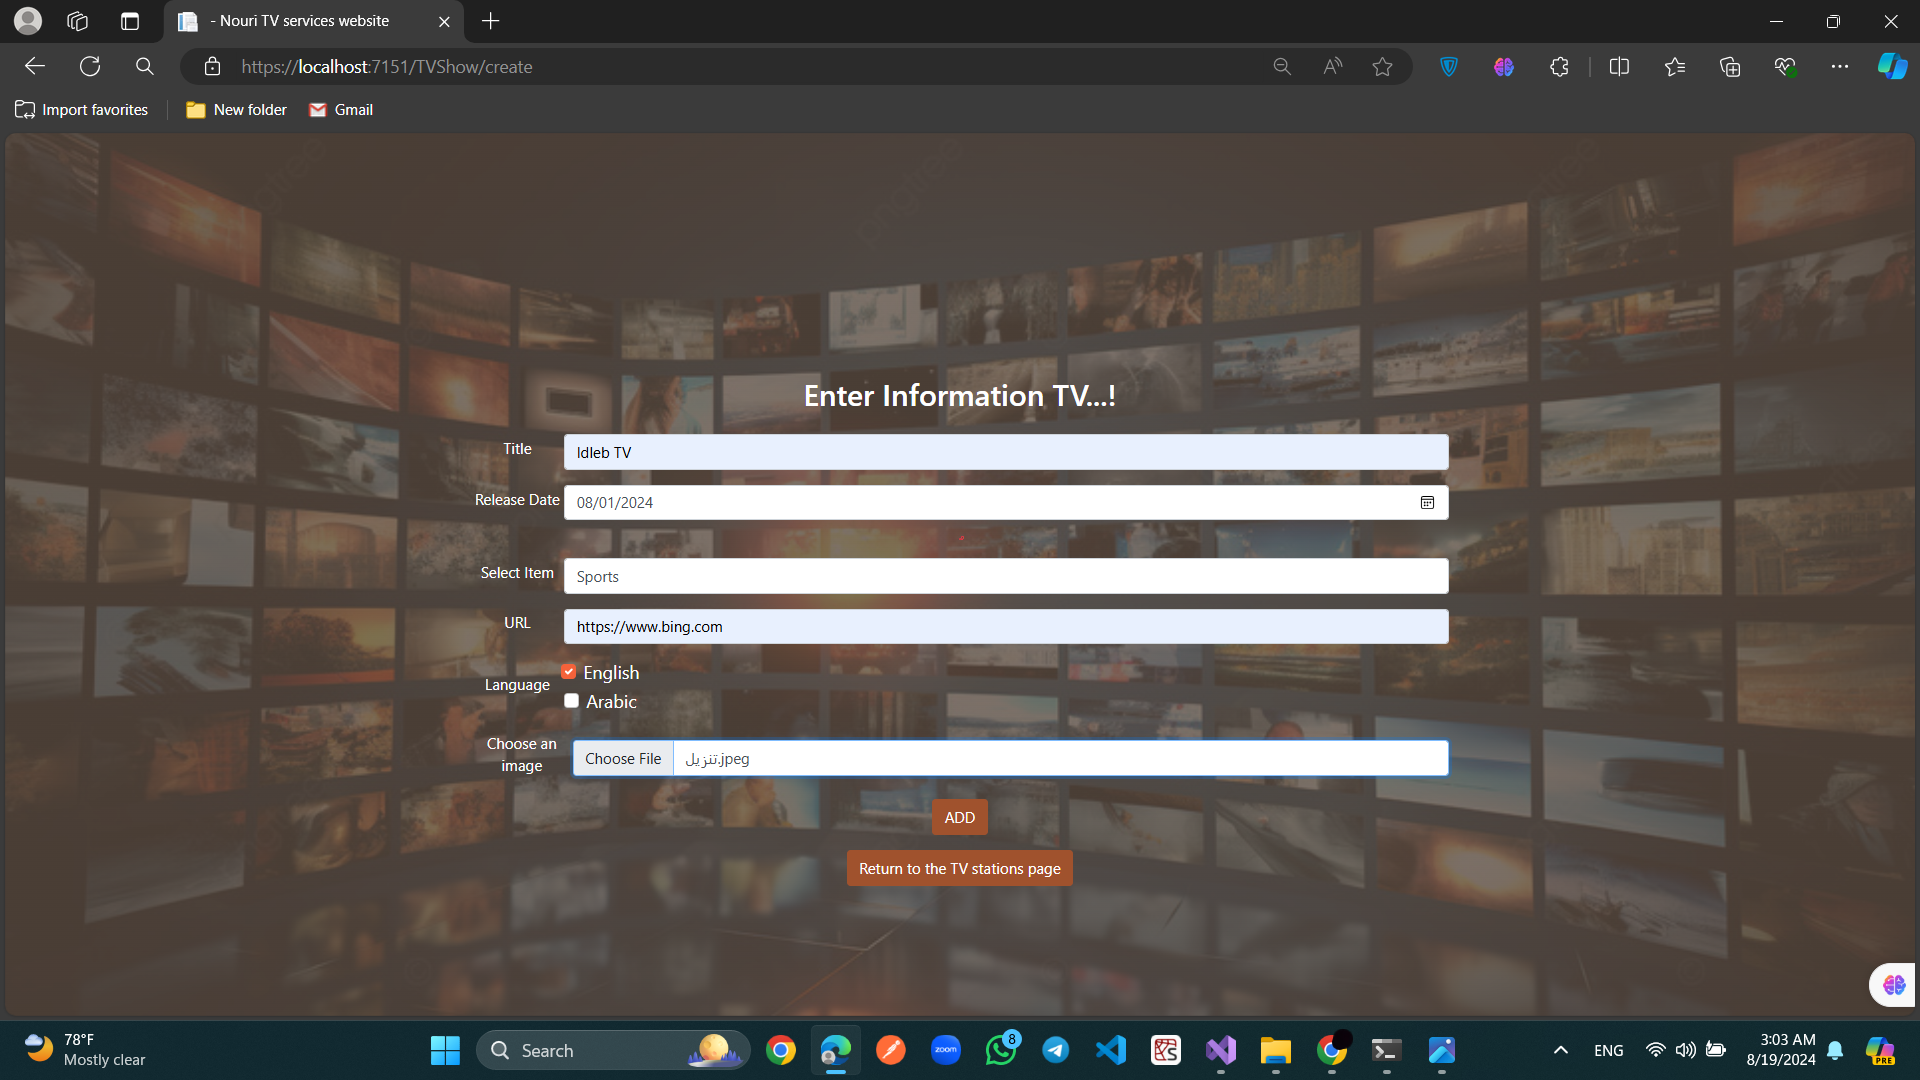 - Nouri TV services website
https://localhost:7151/TVShow/create
Import favorites
New folder
Gmail
Enter Information TV...!
Title
Idleb TV
Release Date
08/01/2024
Select Item
Sports
URL
https://www.bing.com
Language
English
Arabic
Choose an
image
Choose File
تنزيل.jpeg
ADD
Return to the TV stations page
78°F
Mostly clear
Search
zoom
8
ENG
3:03 AM
8/19/2024
PRE